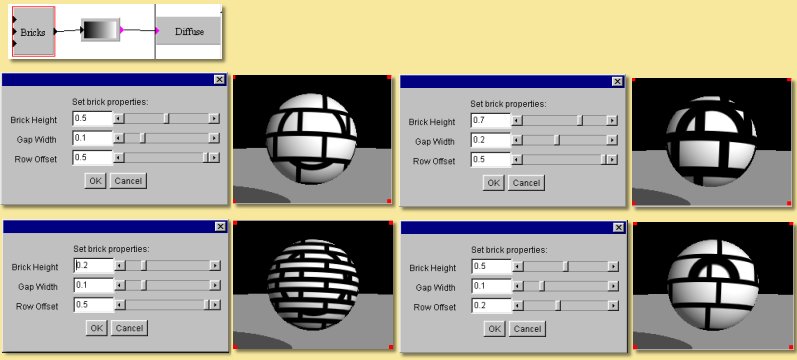 Bricks Diffuse
Set brick properties:
Brick Height 0.5
Gap Width 0.1
Row Offset 0.5
OK Cancel
Set brick properties:
Brick Height 0.7
Gap Width 0.2
Row Offset 0.5
OK Cancel
Set brick properties:
Brick Height 0.2
Gap Width 0.1
Row Offset 0.5
OK Cancel
Set brick properties:
Brick Height 0.5
Gap Width 0.1
Row Offset 0.2
OK Cancel